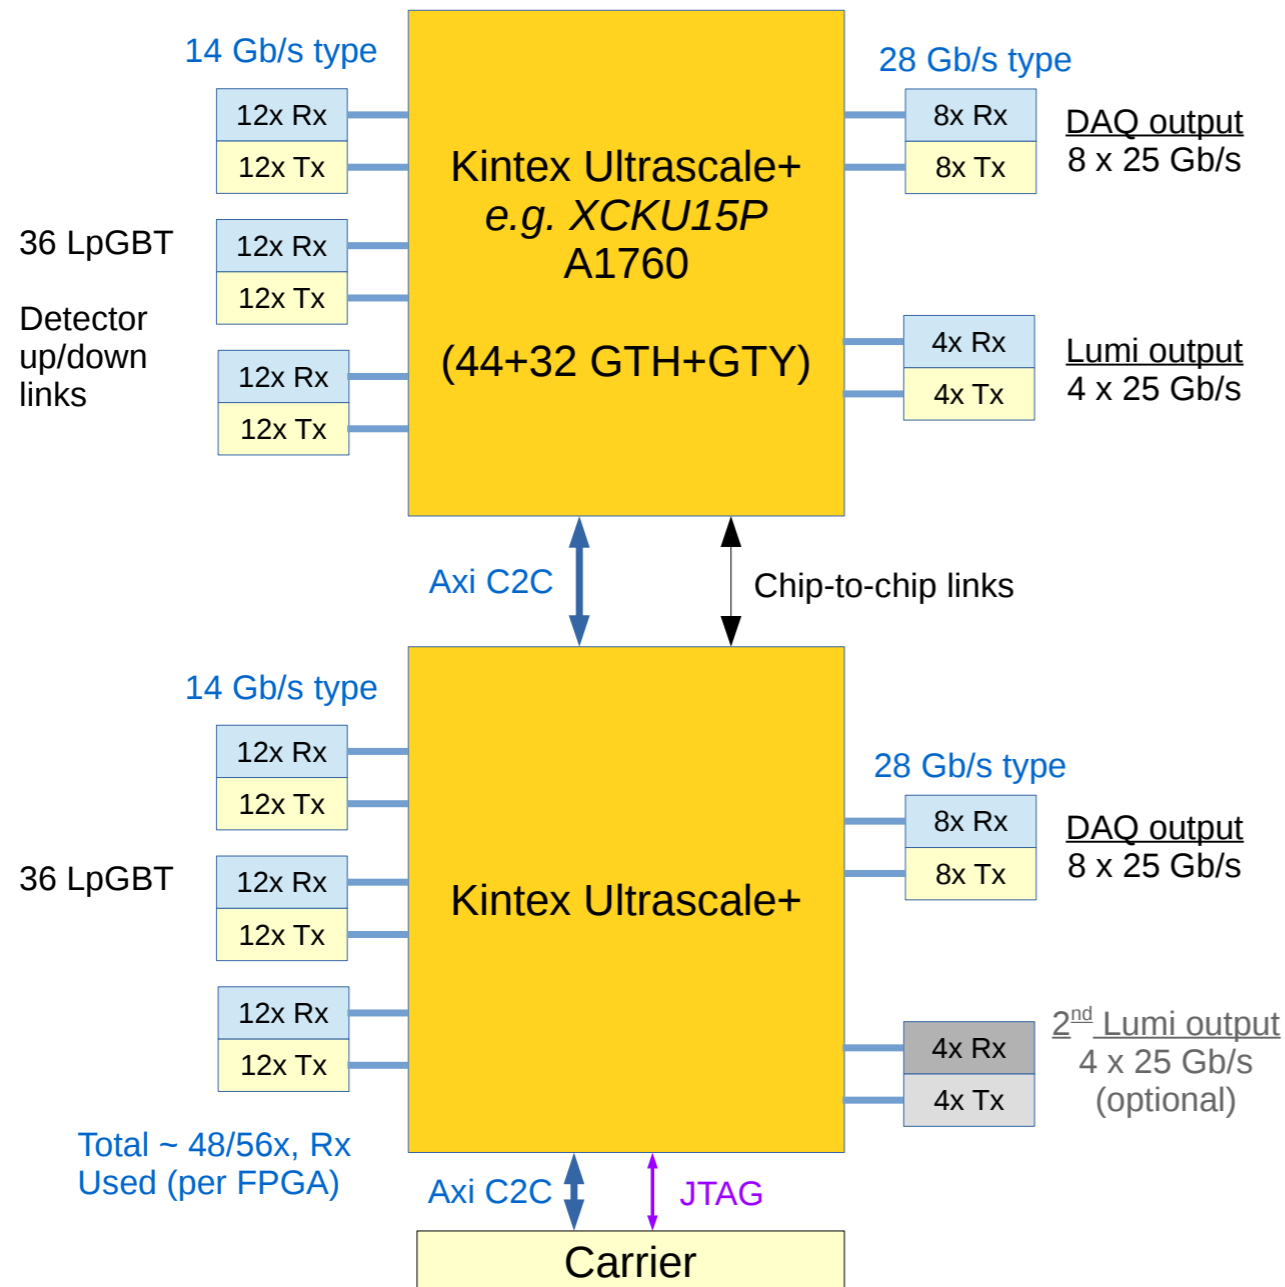 14 Gb/s type
28 Gb/s type
12x Rx
12x Tx
12x Rx
12x Tx
12x Rx
12x Tx
36 LpGBT
Detector
up/down
links
Kintex Ultrascale+
e.g. XCKU15P
A1760
(44+32 GTH+GTY)
8x Rx
8x Tx
DAQ output
8 x 25 Gb/s
4x Rx
4x Tx
Lumi output
4 x 25 Gb/s
Axi C2C
Chip-to-chip links
14 Gb/s type
12x Rx
12x Tx
12x Rx
12x Tx
12x Rx
12x Tx
36 LpGBT
Kintex Ultrascale+
28 Gb/s type
8x Rx
8x Tx
DAQ output
8 x 25 Gb/s
4x Rx
4x Tx
2nd Lumi output
4 x 25 Gb/s
(optional)
Total ~ 48/56x, Rx
Used (per FPGA)
Axi C2C
JTAG
Carrier